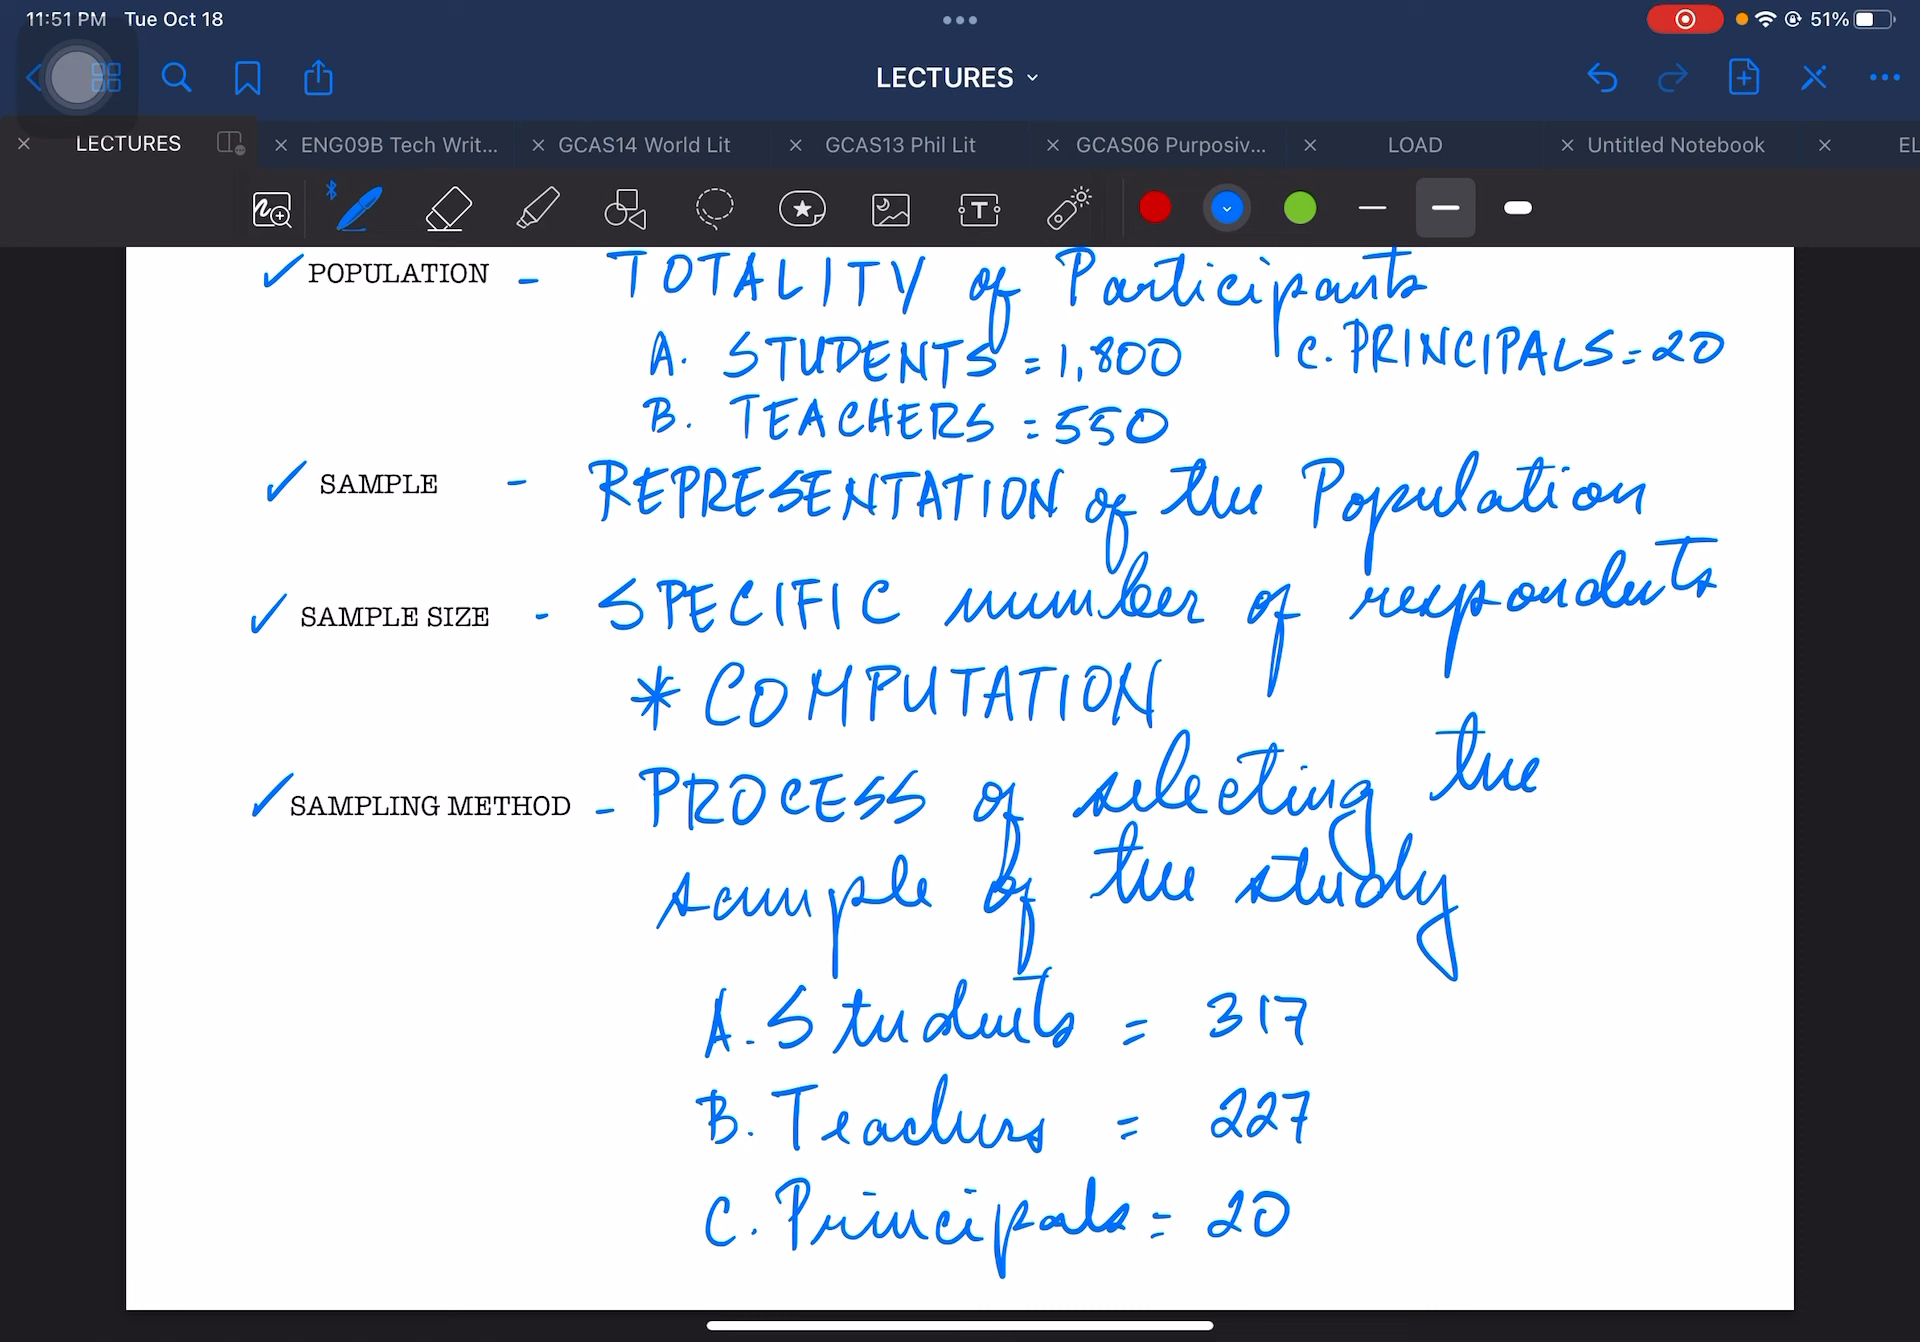 11:51 PM Tue Oct 18
51%
LECTURES
LECTURES
ENG09B Tech Writ...
GCAS14 World Lit
GCAS13 Phil Lit
GCAS06 Purposiv...
LOAD
Untitled Notebook
EL
T
POPULATION - TOTALITY of Participants
A. STUDENTS = 1,800
C. PRINCIPALS = 20
B. TEACHERS = 550
SAMPLE - REPRESENTATION of the Population
SAMPLE SIZE - SPECIFIC number of respondents
* COMPUTATION
SAMPLING METHOD - PROCESS of selecting the
sample of the study
A. Students = 317
B. Teachers = 227
C. Principals = 20